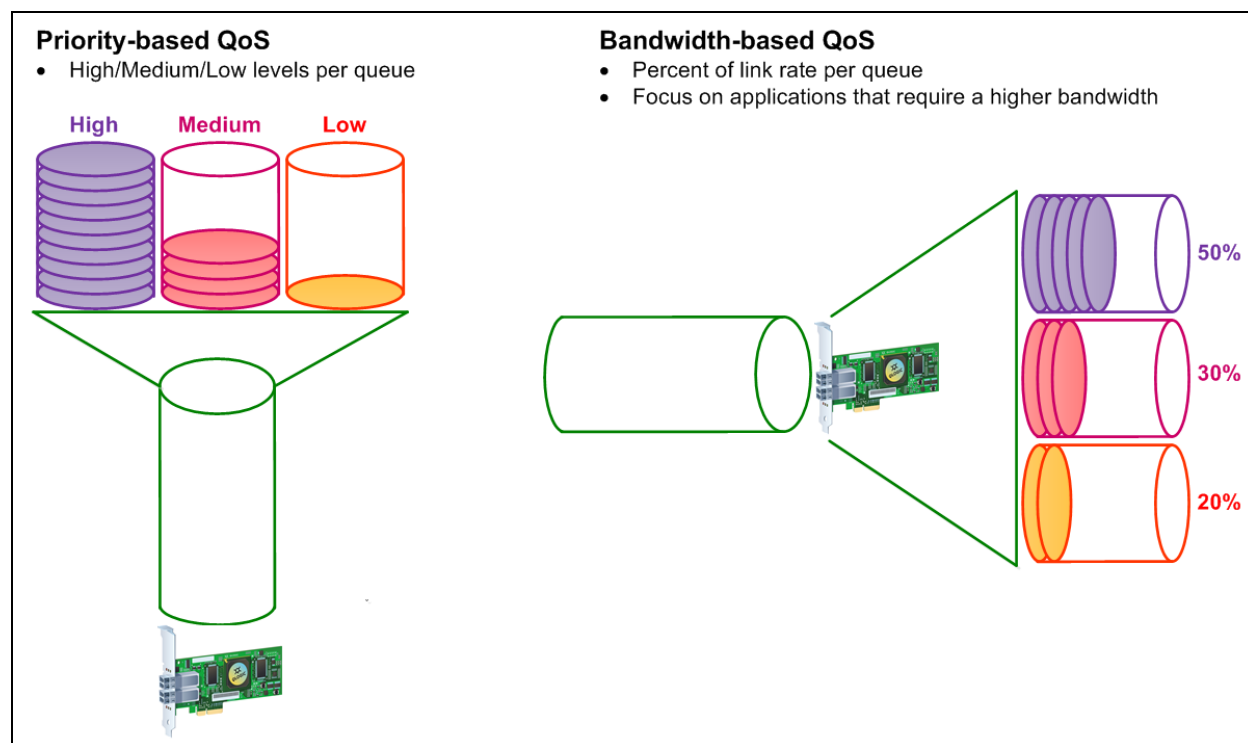 Priority-based QoS
• High/Medium/Low levels per queue
High Medium Low
Bandwidth-based QoS
• Percent of link rate per queue
• Focus on applications that require a higher bandwidth
50%
30%
20%